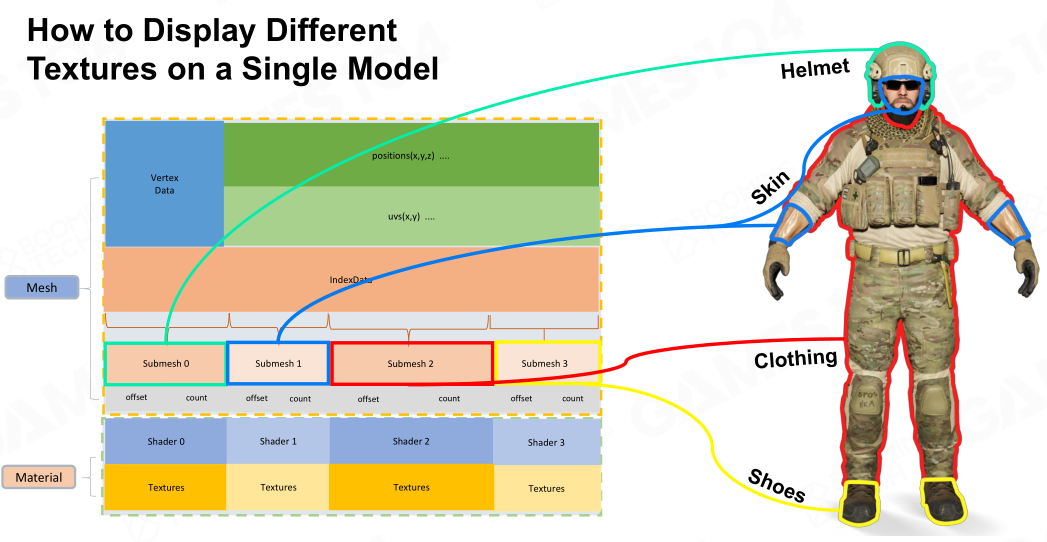 How to Display Different
Textures on a Single Model
Helmet
positions(x,y,z) ....
Vertex
Data
Skin
uvs(x,y) ....
IndexData
Mesh
Submesh 0
Submesh 1
Submesh 2
Submesh 3
Clothing
offset
count
offset
count
offset
count
offset
count
Shader 0
Shader 1
Shader 2
Shader 3
Material
Textures
Textures
Textures
Textures
Shoes